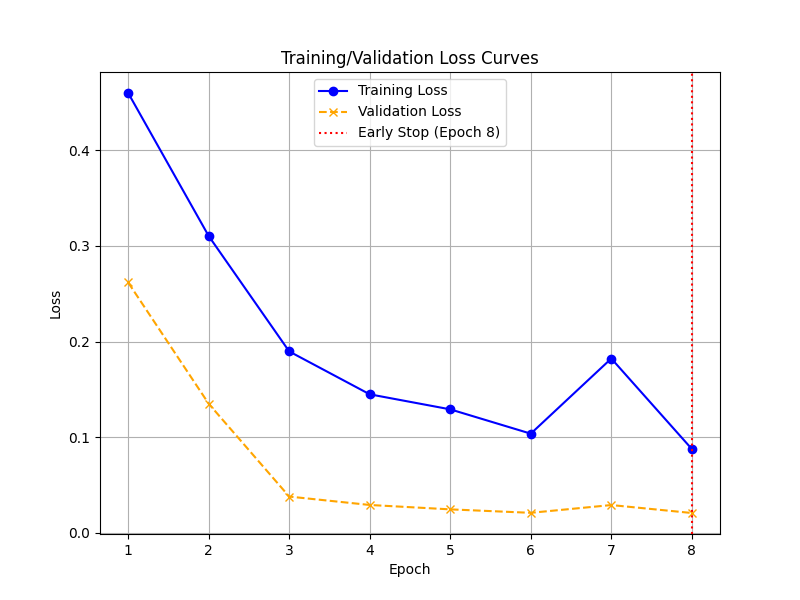 Training/Validation Loss Curves
Training Loss
Validation Loss
Early Stop (Epoch 8)
Loss
0.4
0.3
0.2
0.1
0.0
1 2 3 4 5 6 7 8
Epoch